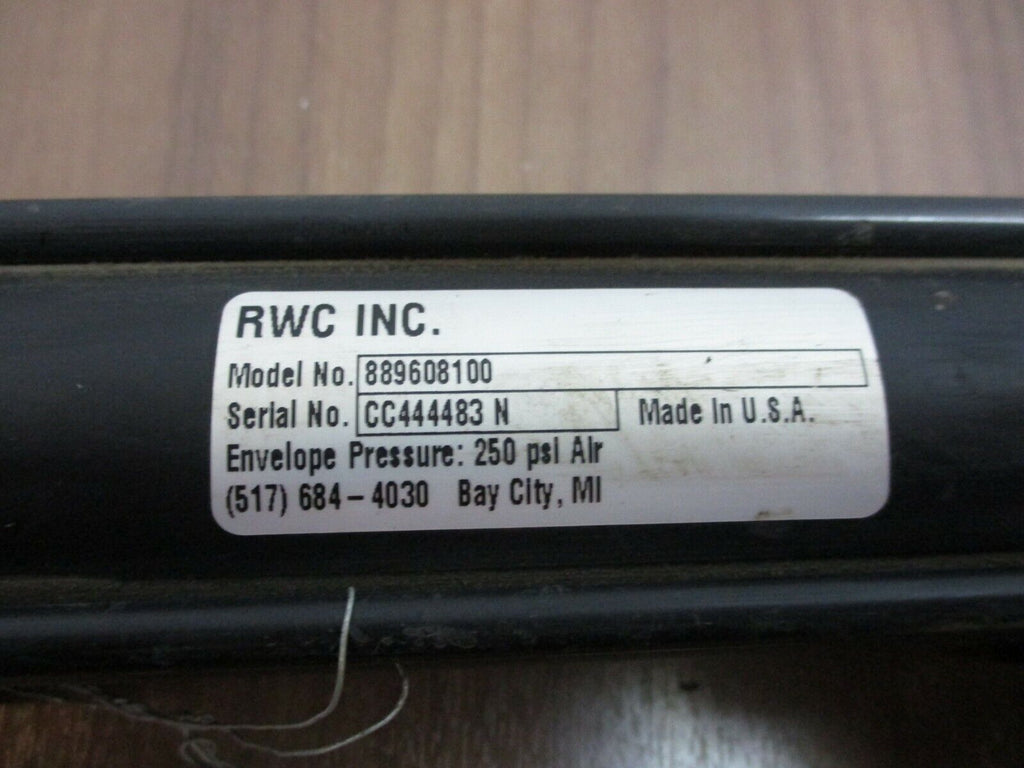 RWC INC.
Model No. 889608100
Serial No. CC444483 N Made In U.S.A.
Envelope Pressure: 250 psI AIr
(517) 684-4030 Bay City, MI